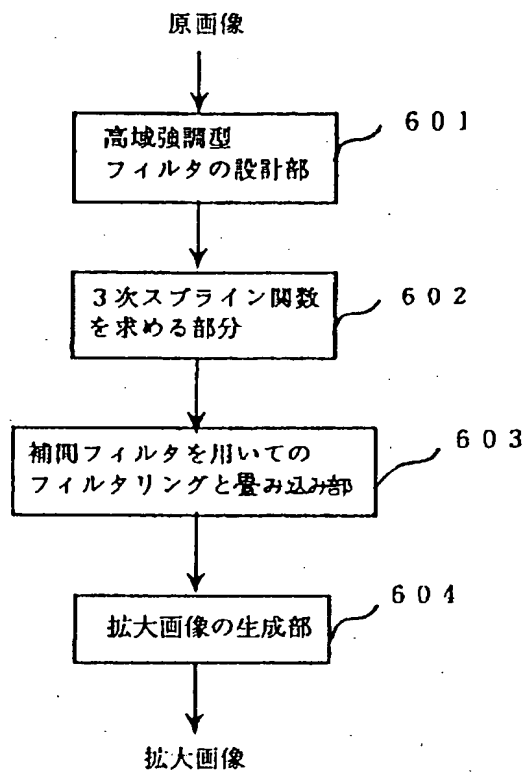 原画像
高域強調型
フィルタの設計部
601
3次スプライン関数
を求める部分
602
補間フィルタを用いての
フィルタリングと畳み込み部
603
拡大画像の生成部
604
拡大画像